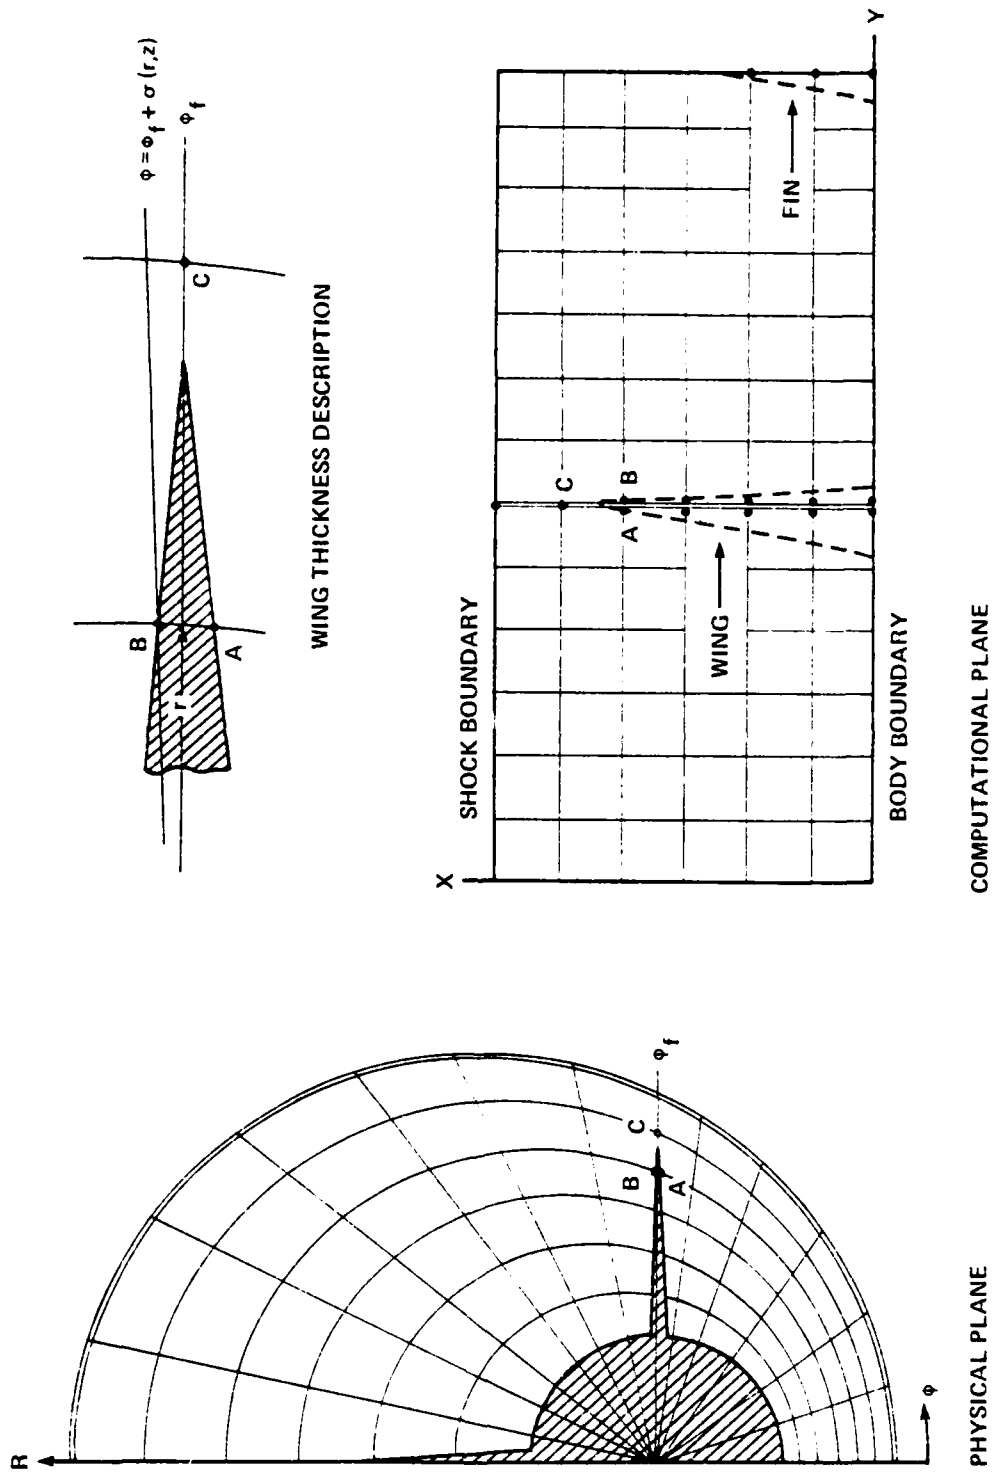 R
φ
φf
A
B
C
PHYSICAL PLANE
φ = φf + σ (r,z)
φf
B
A
C
r
WING THICKNESS DESCRIPTION
X
SHOCK BOUNDARY
C
A
B
WING
FIN
Y
BODY BOUNDARY
COMPUTATIONAL PLANE